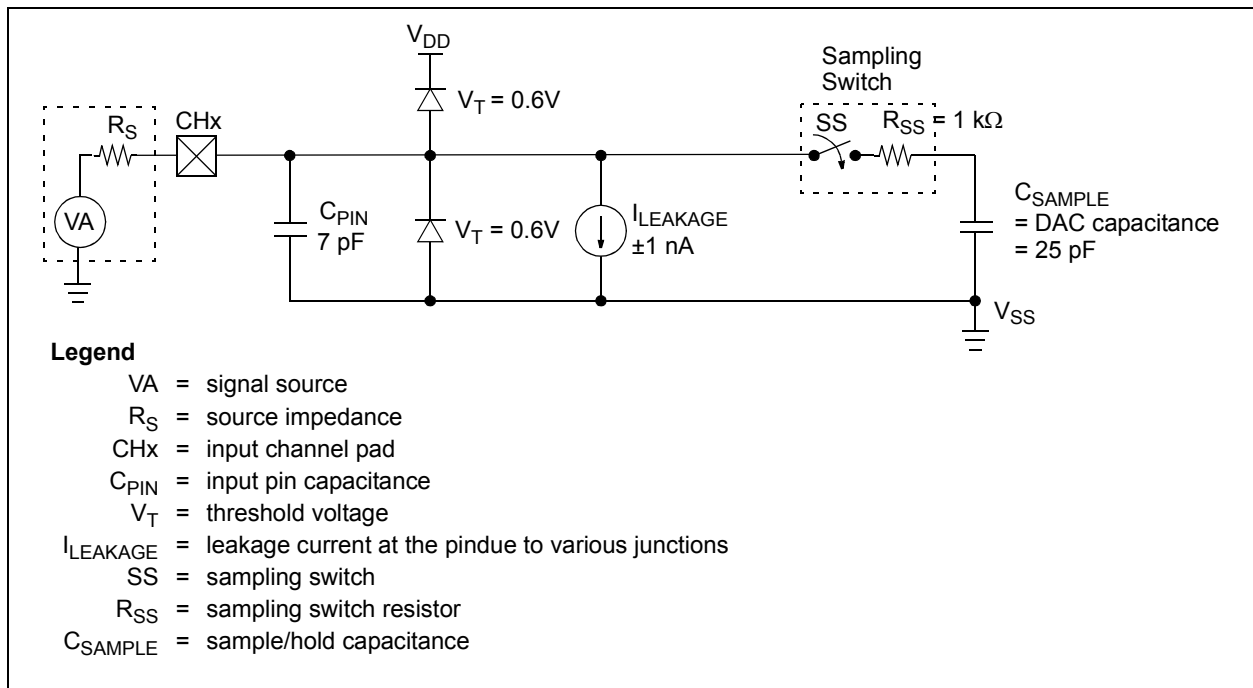 VDD
Sampling
Switch
VT = 0.6V
RS
CHx
SS
RSS = 1 kΩ
VA
CPIN
7 pF
VT = 0.6V
ILEAKAGE
±1 nA
CSAMPLE
= DAC capacitance
= 25 pF
VSS
Legend
VA = signal source
RS = source impedance
CHx = input channel pad
CPIN = input pin capacitance
VT = threshold voltage
ILEAKAGE = leakage current at the pindue to various junctions
SS = sampling switch
RSS = sampling switch resistor
CSAMPLE = sample/hold capacitance